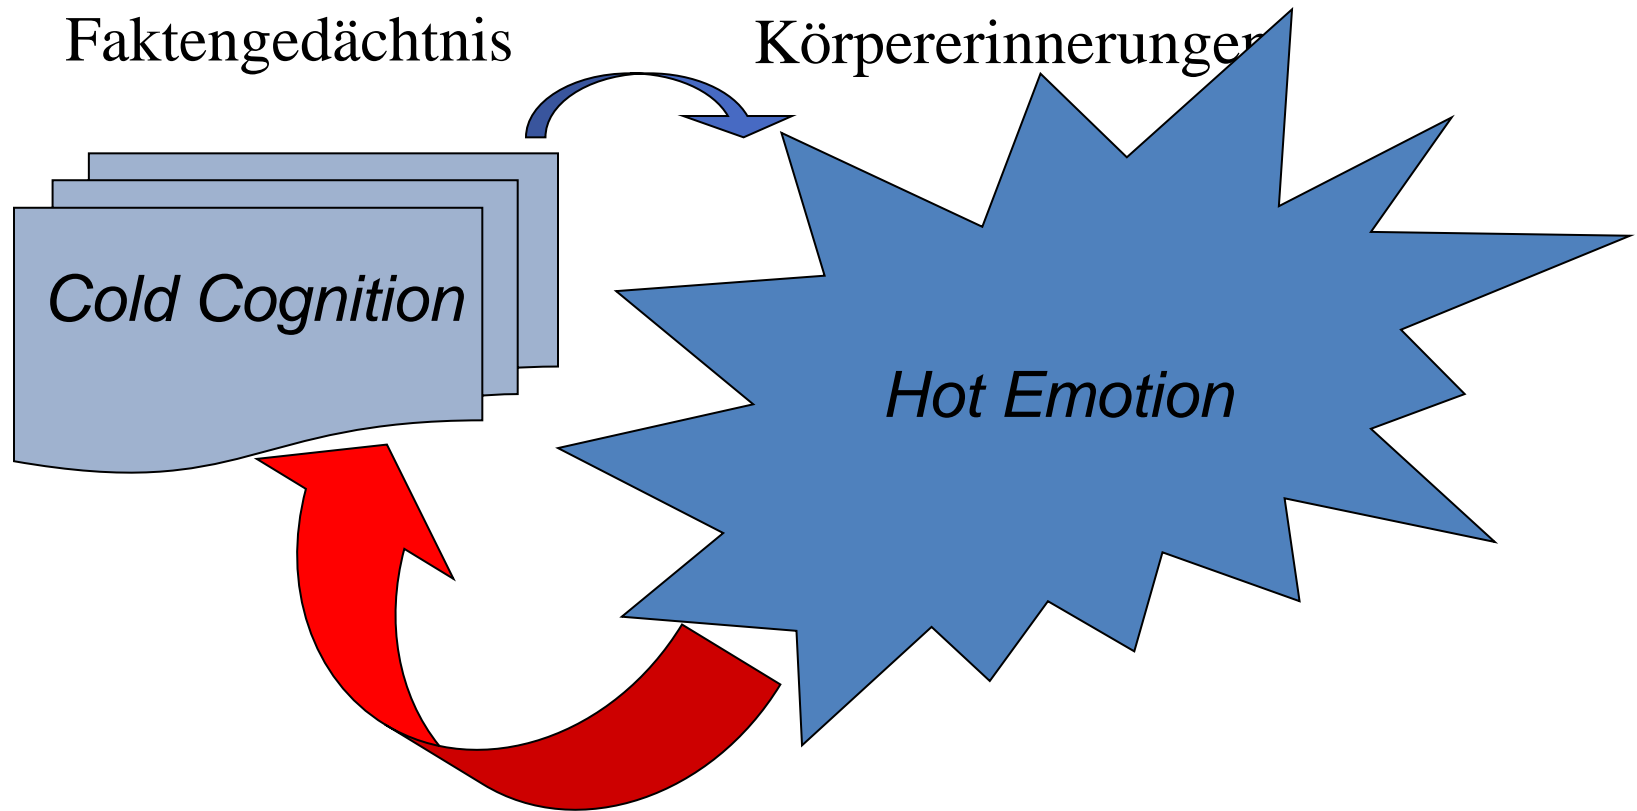 Faktengedächtnis
Körpererinnerungen
Cold Cognition
Hot Emotion